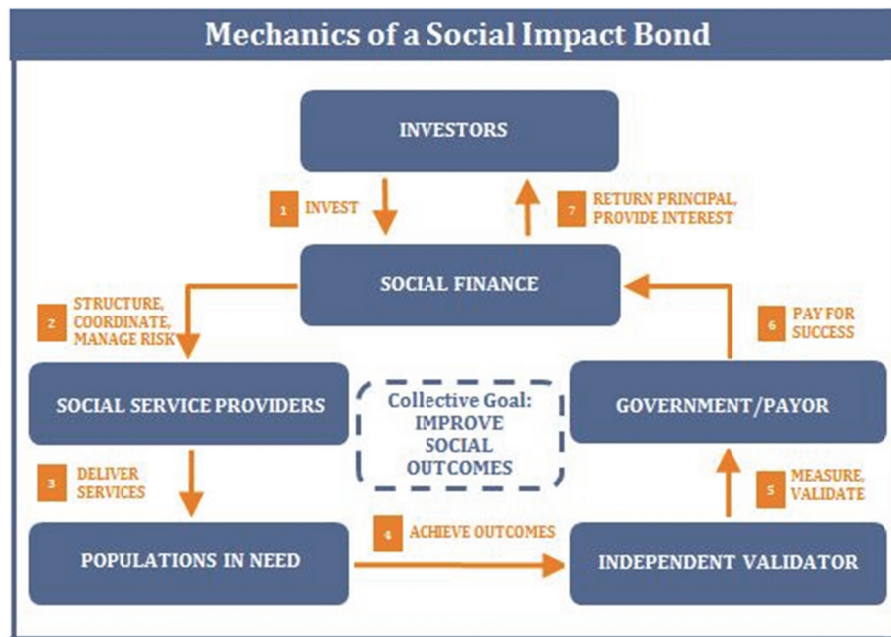 Mechanics of a Social Impact Bond
INVESTORS
1 INVEST
7 RETURN PRINCIPAL,
PROVIDE INTEREST
SOCIAL FINANCE
2 STRUCTURE,
COORDINATE,
MANAGE RISK
6 PAY FOR
SUCCESS
SOCIAL SERVICE PROVIDERS
Collective Goal:
IMPROVE
SOCIAL
OUTCOMES
GOVERNMENT/PAYOR
3 DELIVER
SERVICES
5 MEASURE,
VALIDATE
4 ACHIEVE OUTCOMES
POPULATIONS IN NEED
INDEPENDENT VALIDATOR